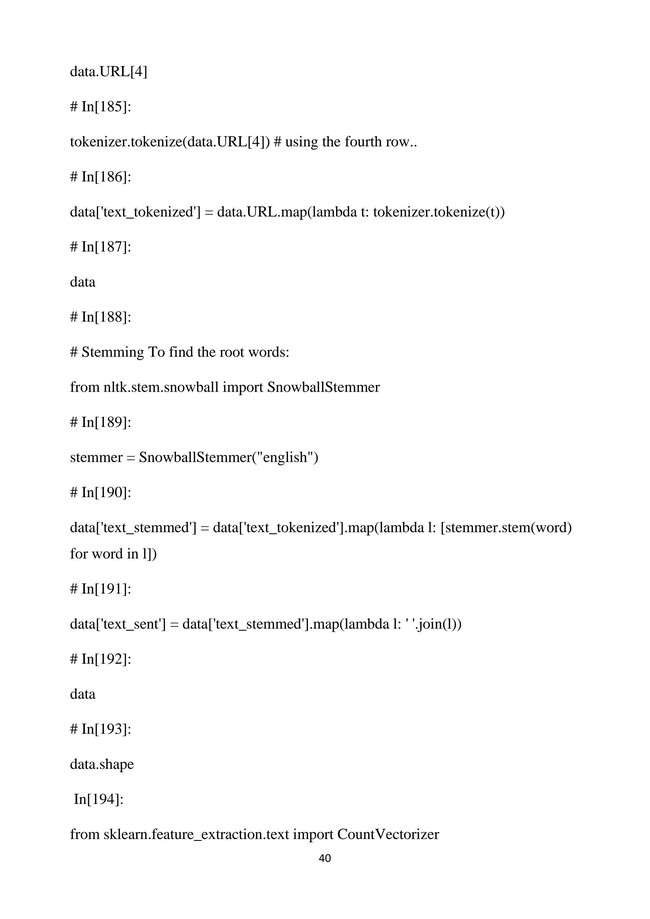 data.URL[4]
# In[185]:
tokenizer.tokenize(data.URL[4]) # using the fourth row..
# In[186]:
data['text_tokenized'] = data.URL.map(lambda t: tokenizer.tokenize(t))
# In[187]:
data
# In[188]:
# Stemming To find the root words:
from nltk.stem.snowball import SnowballStemmer
# In[189]:
stemmer = SnowballStemmer("english")
# In[190]:
data['text_stemmed'] = data['text_tokenized'].map(lambda l: [stemmer.stem(word)
for word in l])
# In[191]:
data['text_sent'] = data['text_stemmed'].map(lambda l: ' '.join(l))
# In[192]:
data
# In[193]:
data.shape
In[194]:
from sklearn.feature_extraction.text import CountVectorizer
40